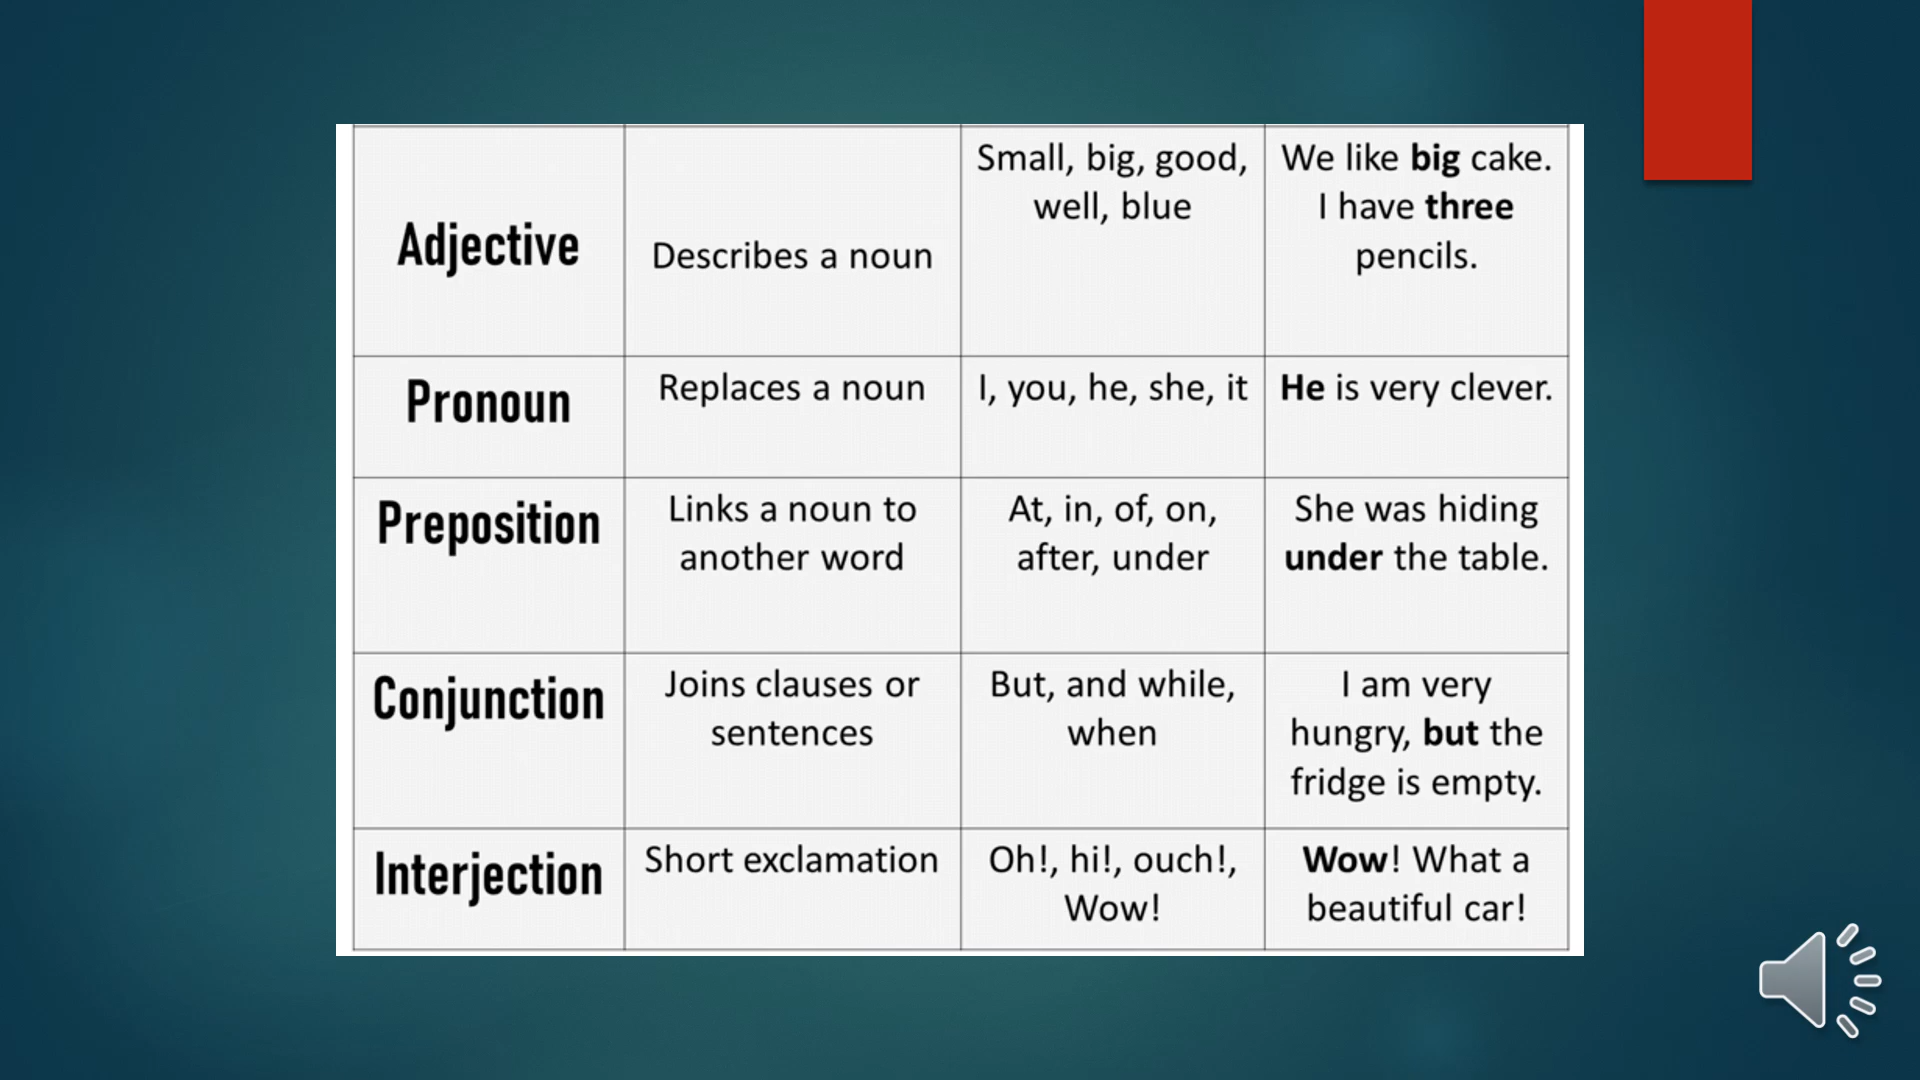 Adjective
Describes a noun
Small, big, good,
well, blue
We like big cake.
I have three
pencils.
Pronoun
Replaces a noun
I, you, he, she, it
He is very clever.
Preposition
Links a noun to
another word
At, in, of, on,
after, under
She was hiding
under the table.
Conjunction
Joins clauses or
sentences
But, and while,
when
I am very
hungry, but the
fridge is empty.
Interjection
Short exclamation
Oh!, hi!, ouch!,
Wow!
Wow! What a
beautiful car!